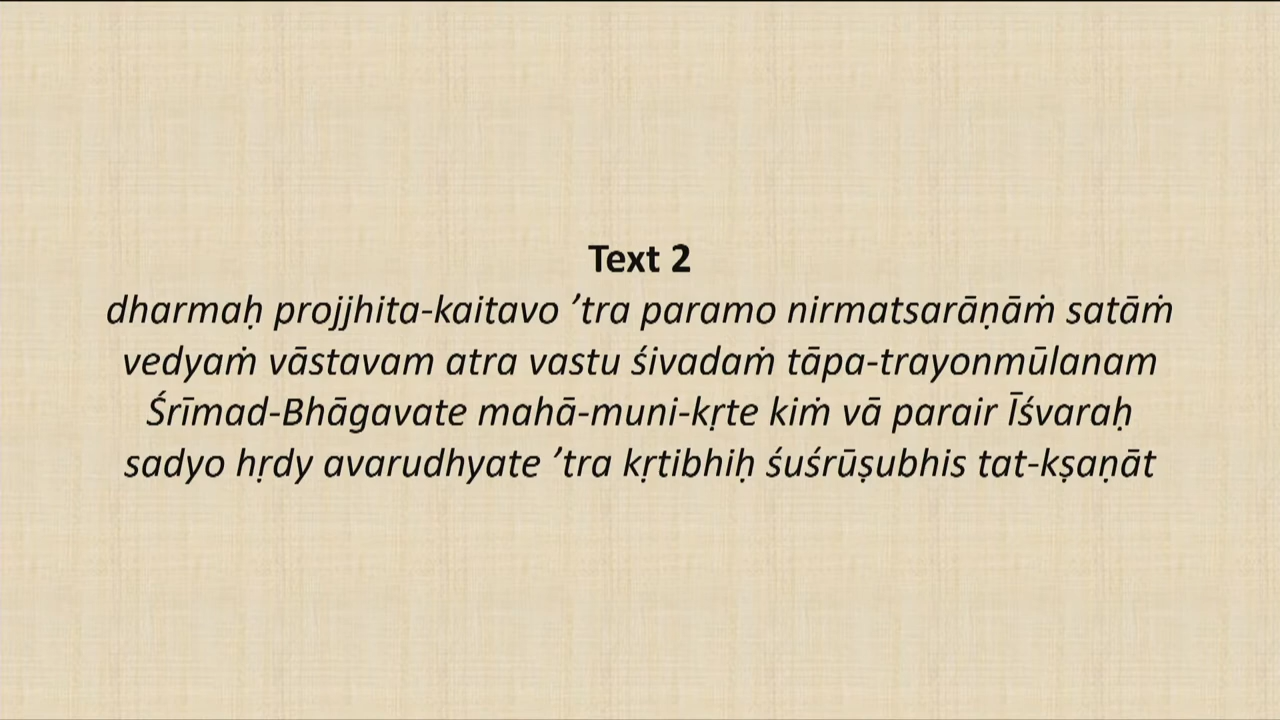 Text 2
dharmaḥ projjhita-kaitavo ’tra paramo nirmatsarāṇāṁ satāṁ
vedyaṁ vāstavam atra vastu śivadaṁ tāpa-trayonmūlanam
Śrīmad-Bhāgavate mahā-muni-kṛte kiṁ vā parair Īśvaraḥ
sadyo hṛdy avarudhyate ’tra kṛtibhiḥ śuśrūṣubhis tat-kṣaṇāt